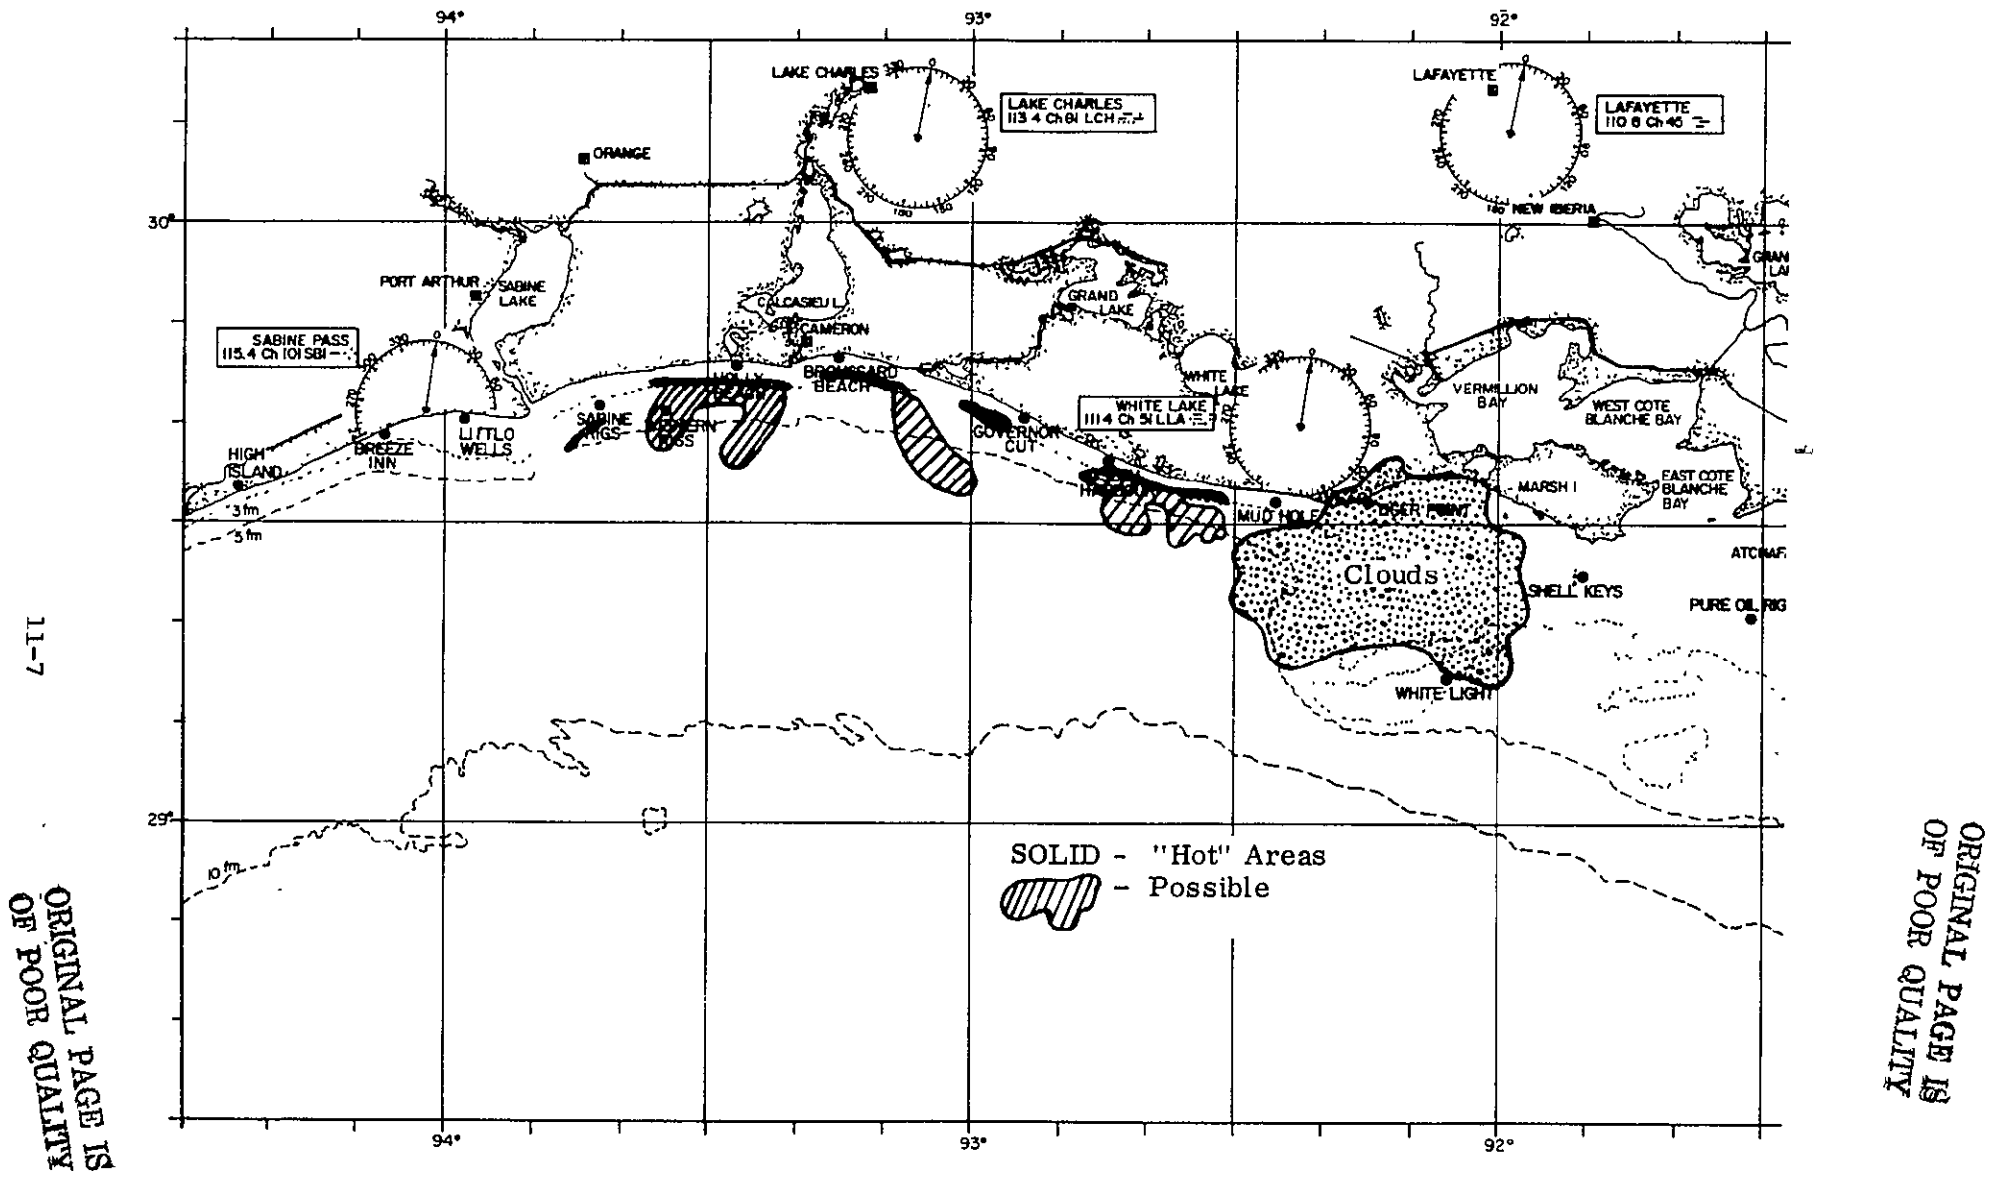 94°
93°
92°
LAKE CHARLES
LAKE CHARLES
113 4 Ch 81 LCH
LAFAYETTE
LAFAYETTE
110 8 Ch 45
ORANGE
30°
NEW IBERIA
PORT ARTHUR
SABINE
LAKE
CALCASIEU L
GRAND
LAKE
CAMERON
SABINE PASS
115.4 Ch 101 SBI
BROUSSARD
BEACH
HOLLY
WHITE
LAKE
VERMILLION
BAY
WEST COTE
BLANCHE BAY
WHITE LAKE
111 4 Ch 51 LLA
SABINE
RIGS
GOVERNOR
CUT
BREEZE
INN
WELLS
HIGH
ISLAND
MARSH I
EAST COTE
BLANCHE
BAY
3 fm
5 fm
MUD HOLE
Clouds
SHELL KEYS
PURE OIL RIG
WHITE LIGHT
29°
10 fm
SOLID - "Hot" Areas
- Possible
94°
93°
92°
11-7
ORIGINAL PAGE IS
OF POOR QUALITY
ORIGINAL PAGE IS
OF POOR QUALITY